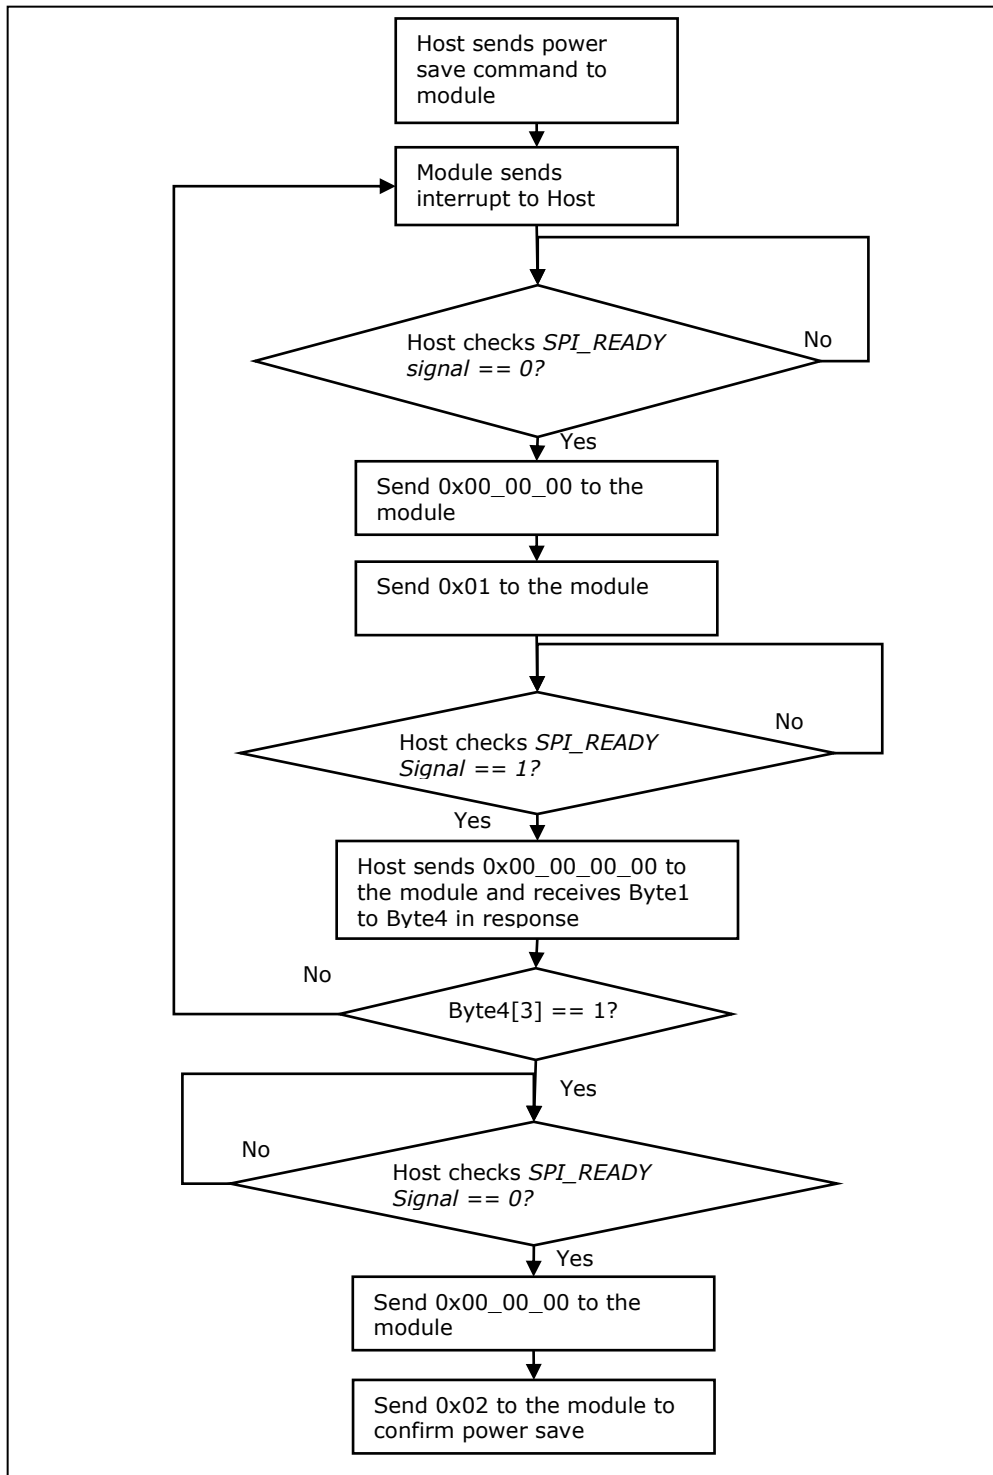 Host sends power
save command to
module
Module sends
interrupt to Host
Host checks SPI_READY
signal == 0?
No
Yes
Send 0x00_00_00 to the
module
Send 0x01 to the module
No
Host checks SPI_READY
Signal == 1?
Yes
Host sends 0x00_00_00_00 to
the module and receives Byte1
to Byte4 in response
No
Byte4[3] == 1?
Yes
No
Host checks SPI_READY
Signal == 0?
Yes
Send 0x00_00_00 to the
module
Send 0x02 to the module to
confirm power save